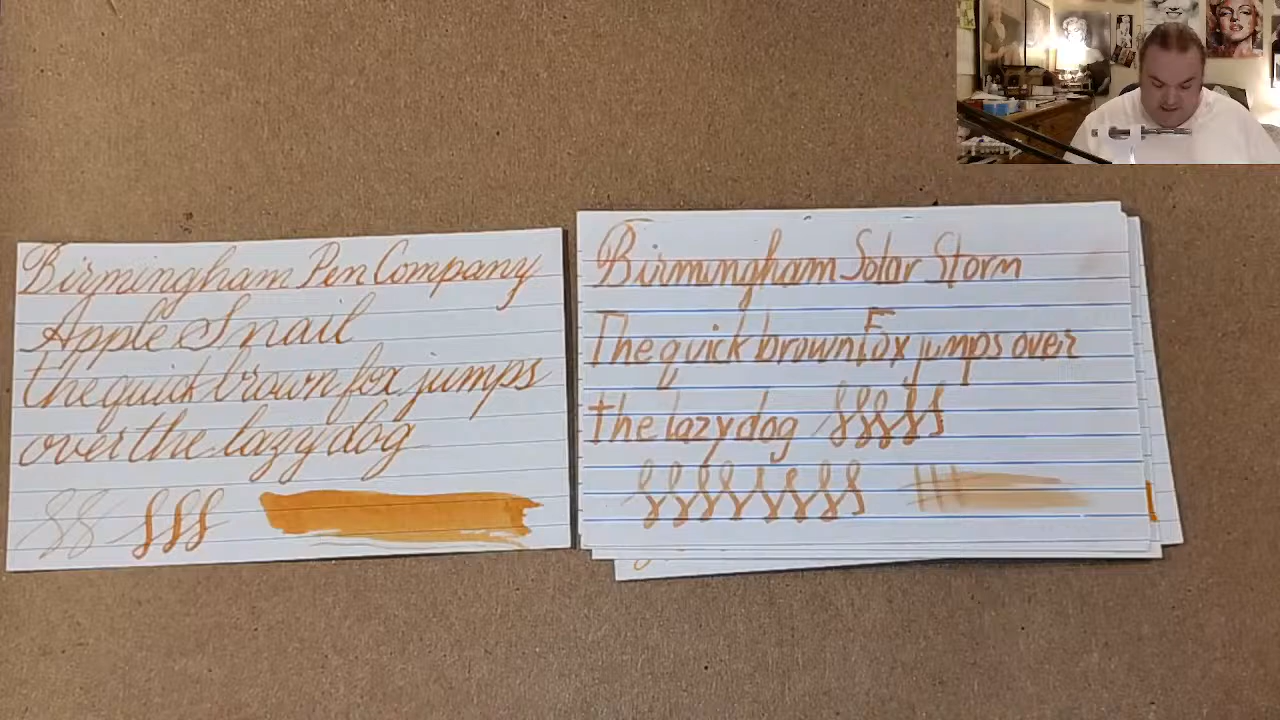 Birmingham Pen Company
Apple Snail
the quick brown fox jumps
over the lazy dog
Birmingham Solar Storm
The quick brown Fox jumps over
the lazy dog